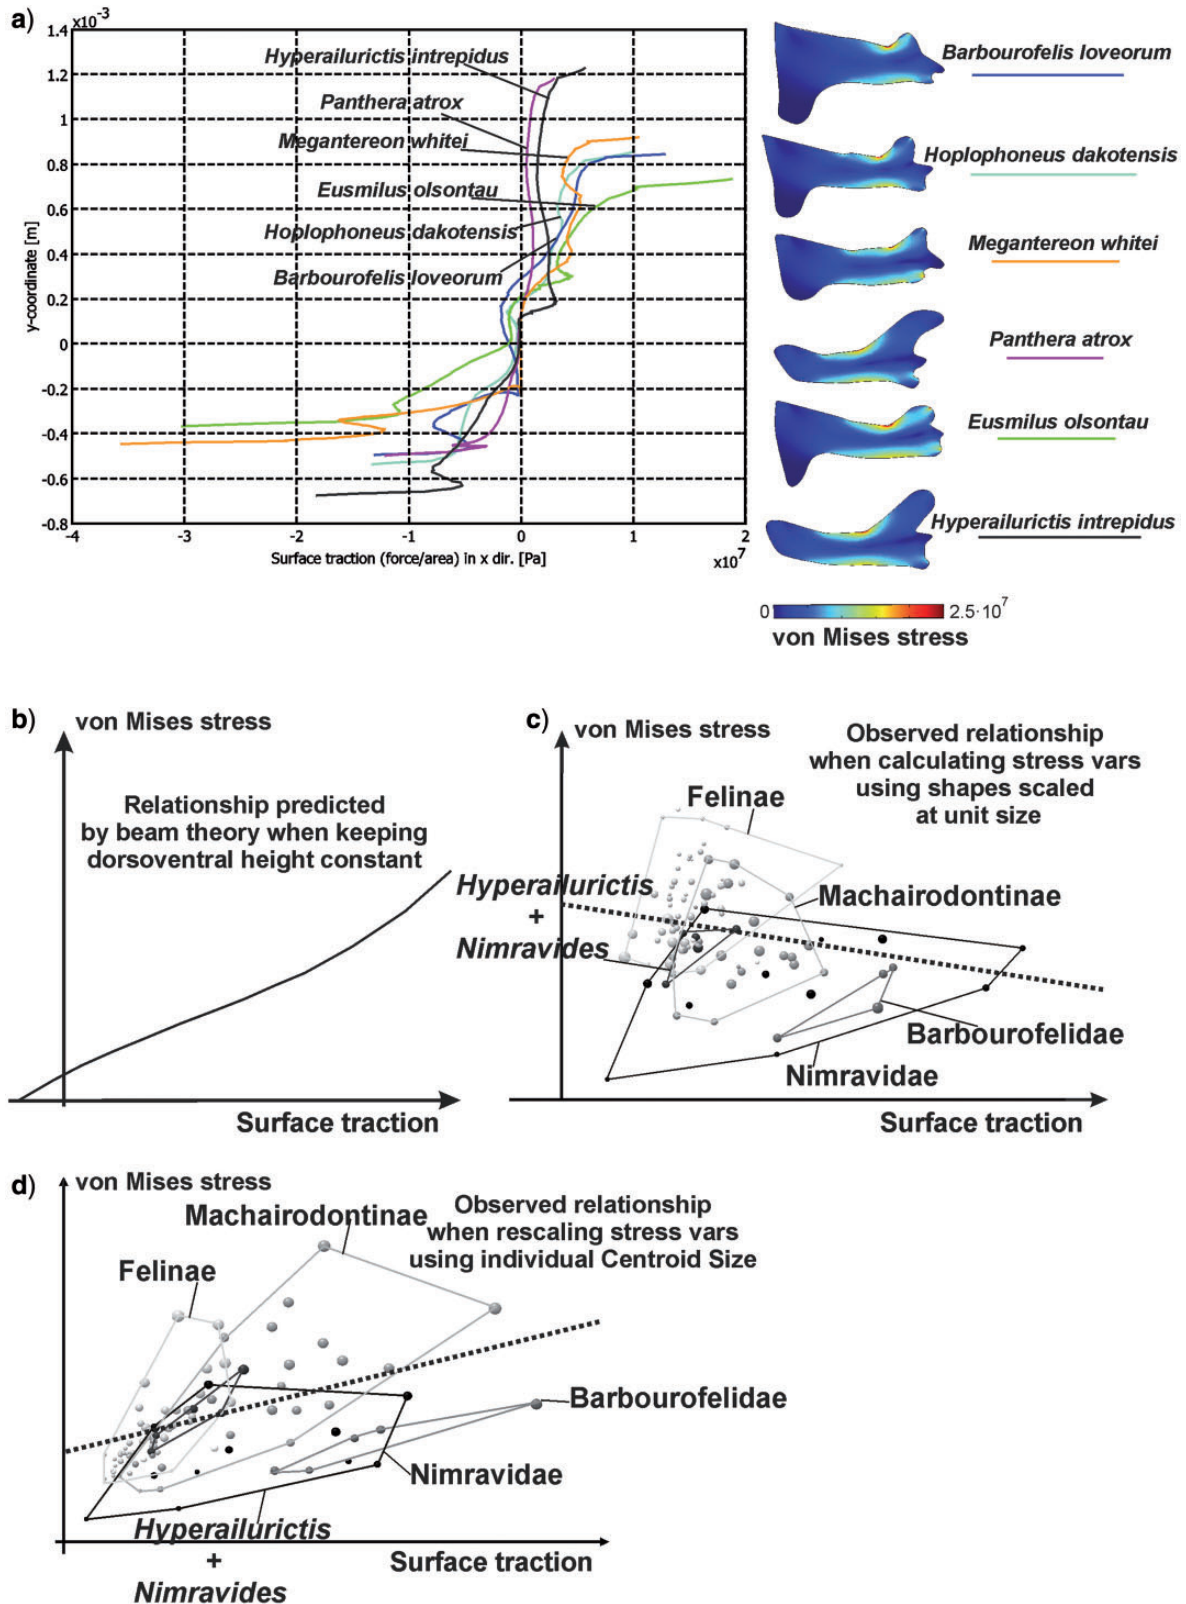 a)
x10⁻³
1.4
1.2
1
0.8
0.6
0.4
0.2
0
-0.2
-0.4
-0.6
-0.8
y-coordinate [m]
Hyperailurictis intrepidus
Panthera atrox
Megantereon whitei
Eusmilus olsontau
Hoplophoneus dakotensis
Barbourofelis loveorum
-4 -3 -2 -1 0 1 2
Surface traction (force/area) in x dir. [Pa]
x10⁷
Barbourofelis loveorum
Hoplophoneus dakotensis
Megantereon whitei
Panthera atrox
Eusmilus olsontau
Hyperailurictis intrepidus
0 2.5·10⁷
von Mises stress
b)
von Mises stress
Relationship predicted
by beam theory when keeping
dorsoventral height constant
Surface traction
c)
von Mises stress
Observed relationship
when calculating stress vars
using shapes scaled
at unit size
Felinae
Hyperailurictis
+
Nimravides
Machairodontinae
Barbourofelidae
Nimravidae
Surface traction
d)
von Mises stress
Observed relationship
when rescaling stress vars
using individual Centroid Size
Machairodontinae
Felinae
Barbourofelidae
Nimravidae
Hyperailurictis
+
Nimravides
Surface traction